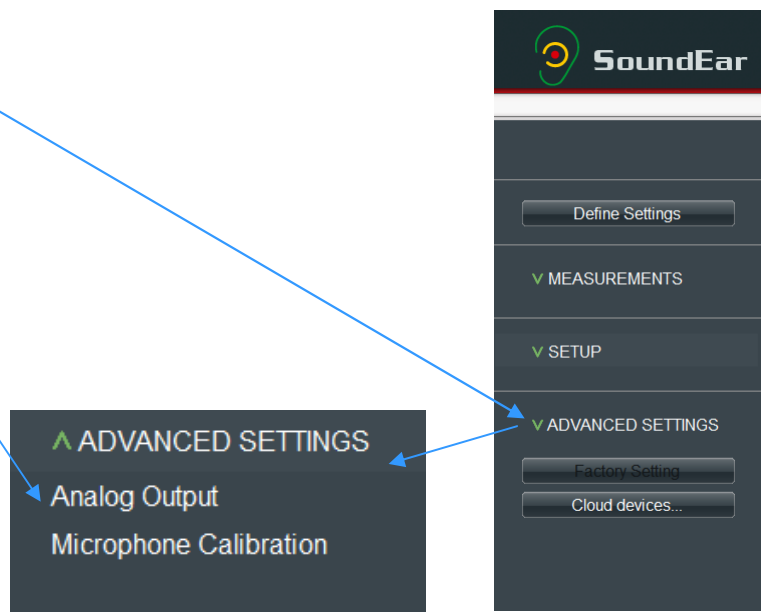 SoundEar
Define Settings
V MEASUREMENTS
V SETUP
V ADVANCED SETTINGS
Factory Setting
Cloud devices...
Λ ADVANCED SETTINGS
Analog Output
Microphone Calibration